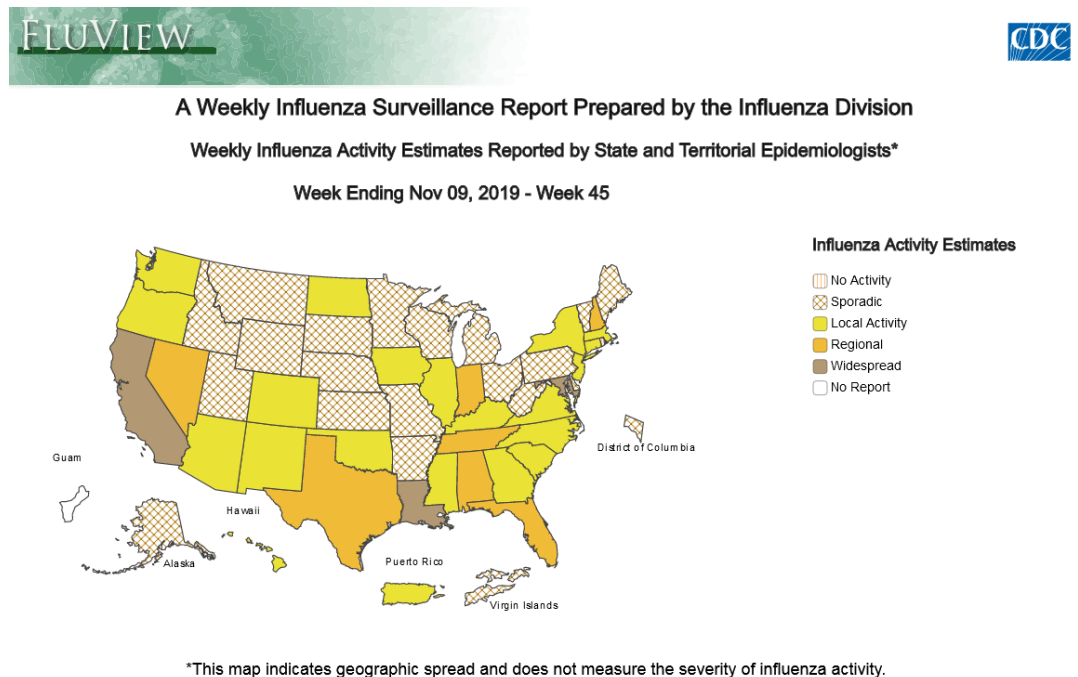 FLUVIEW
CDC
A Weekly Influenza Surveillance Report Prepared by the Influenza Division
Weekly Influenza Activity Estimates Reported by State and Territorial Epidemiologists*
Week Ending Nov 09, 2019 - Week 45
Influenza Activity Estimates
No Activity
Sporadic
Local Activity
Regional
Widespread
No Report
District of Columbia
Guam
Hawaii
Alaska
Puerto Rico
Virgin Islands
*This map indicates geographic spread and does not measure the severity of influenza activity.